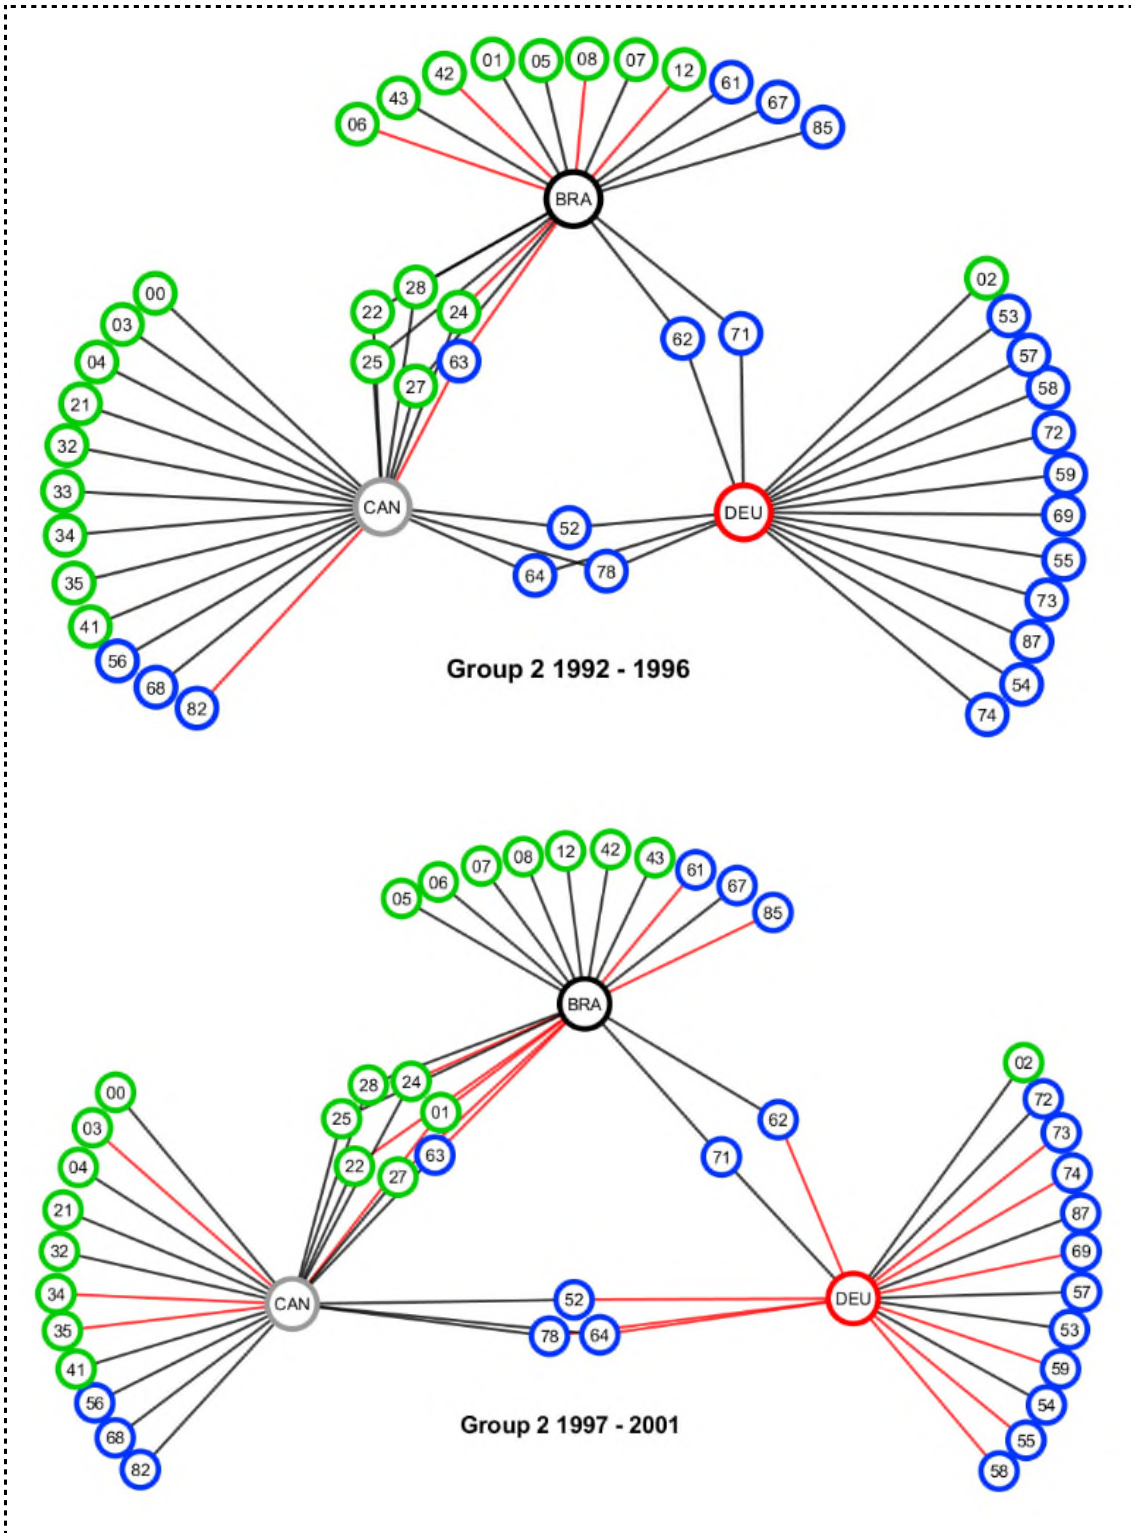 01 05 08 07 12
42 61
43 67
06 85
BRA
00 28 02
03 22 24 53
04 25 63 62 71 57
21 27 58
32 72
33 CAN 59
34 52 DEU 69
35 64 78 55
41 73
56 87
68 54
82 74
Group 2 1992 - 1996
07 08 12 42 43 61
05 06 67
85
BRA
00 28 24 02
03 25 01 62 72
04 22 63 71 73
21 27 74
32 87
34 CAN 52 DEU 69
35 78 64 57
41 53
56 59
68 54
82 55
58
Group 2 1997 - 2001